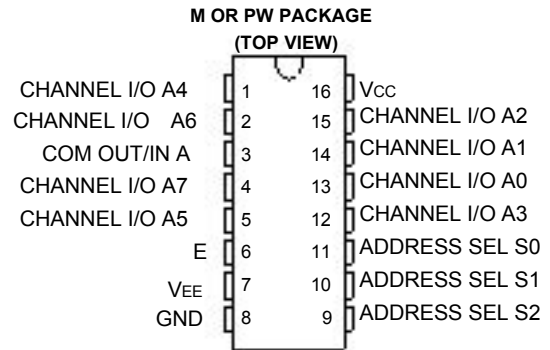 M OR PW PACKAGE
(TOP VIEW)
CHANNEL I/O A4 1 16 VCC
CHANNEL I/O A6 2 15 CHANNEL I/O A2
COM OUT/IN A 3 14 CHANNEL I/O A1
CHANNEL I/O A7 4 13 CHANNEL I/O A0
CHANNEL I/O A5 5 12 CHANNEL I/O A3
E 6 11 ADDRESS SEL S0
VEE 7 10 ADDRESS SEL S1
GND 8 9 ADDRESS SEL S2